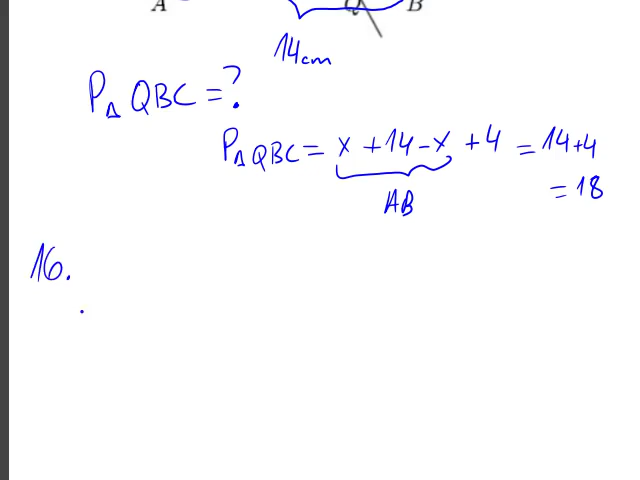 A Q B
14cm
P△QBC=?
P△QBC= x +14-x +4 =14+4
AB =18
16.